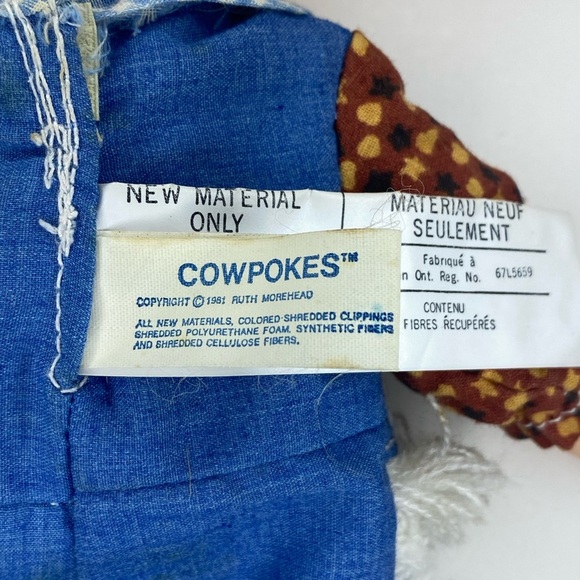 NEW MATERIAL
ONLY
MATERIAU NEUF
SEULEMENT
Fabriqué à
n Ont. Reg. No. 67L5659
CONTENU
FIBRES RECUPÉRÉS
COWPOKES™
COPYRIGHT © 1981 RUTH MOREHEAD
ALL NEW MATERIALS, COLORED-SHREDDED CLIPPINGS
SHREDDED POLYURETHANE FOAM, SYNTHETIC FIBERS
AND SHREDDED CELLULOSE FIBERS.